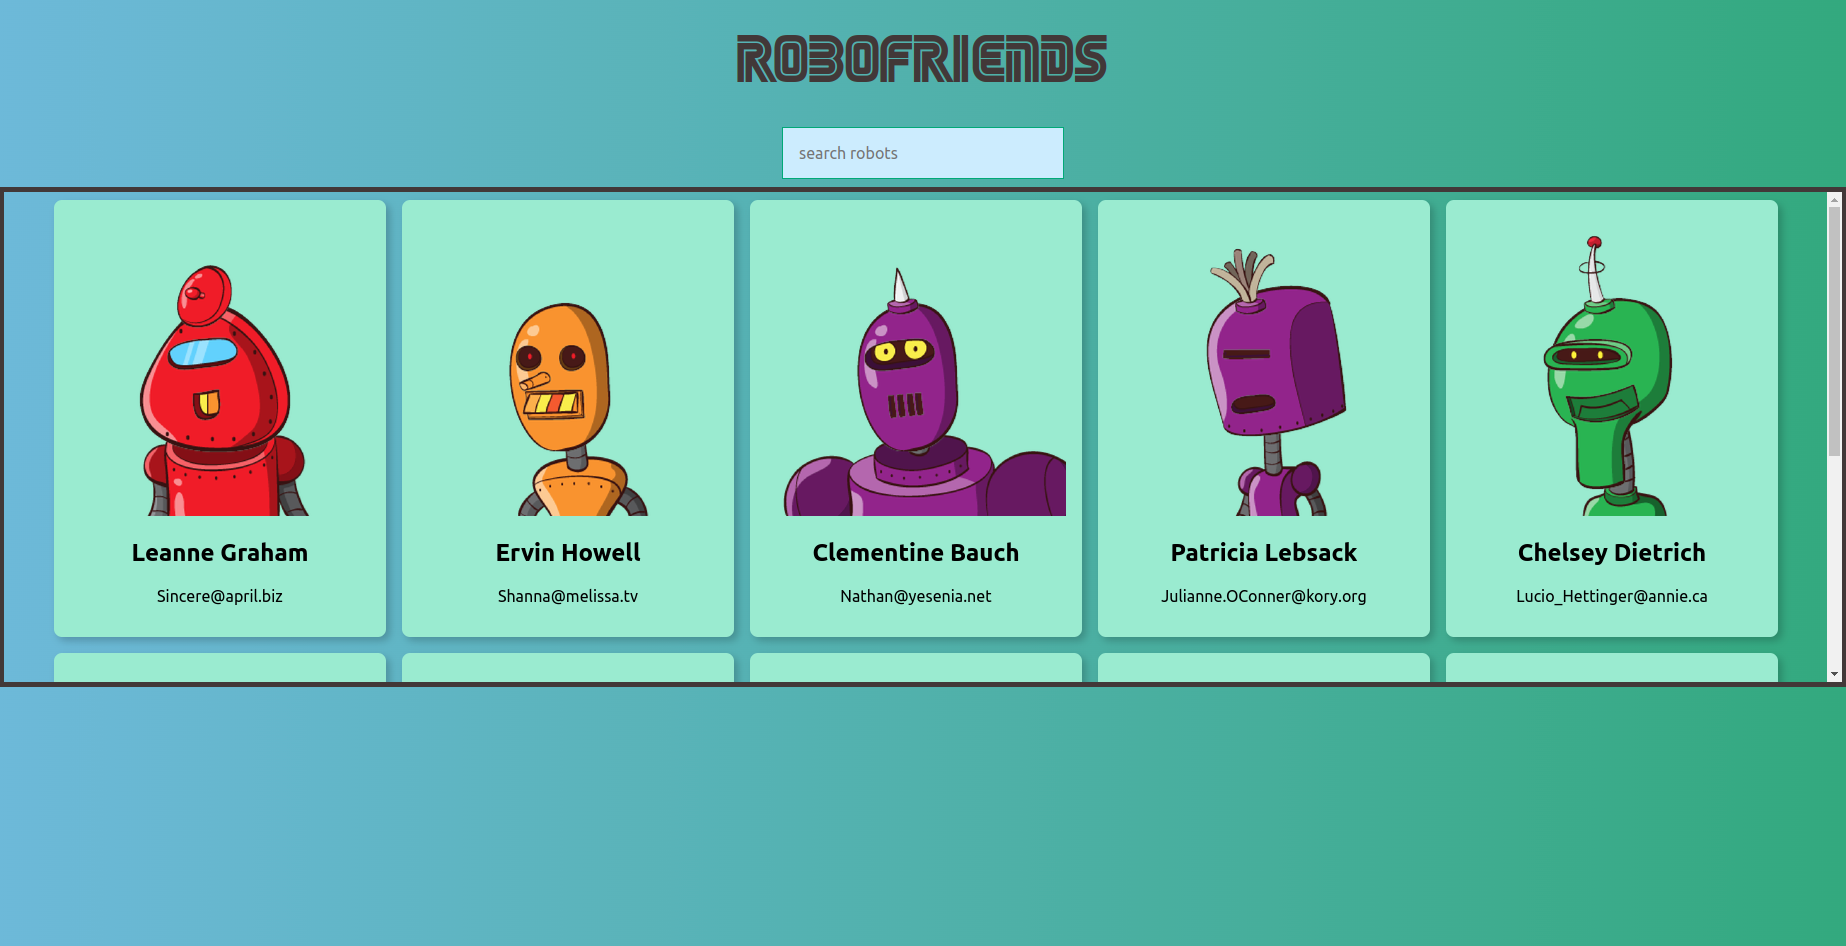 ROBOFRIENDS
search robots
Leanne Graham
Sincere@april.biz
Ervin Howell
Shanna@melissa.tv
Clementine Bauch
Nathan@yesenia.net
Patricia Lebsack
Julianne.OConner@kory.org
Chelsey Dietrich
Lucio_Hettinger@annie.ca